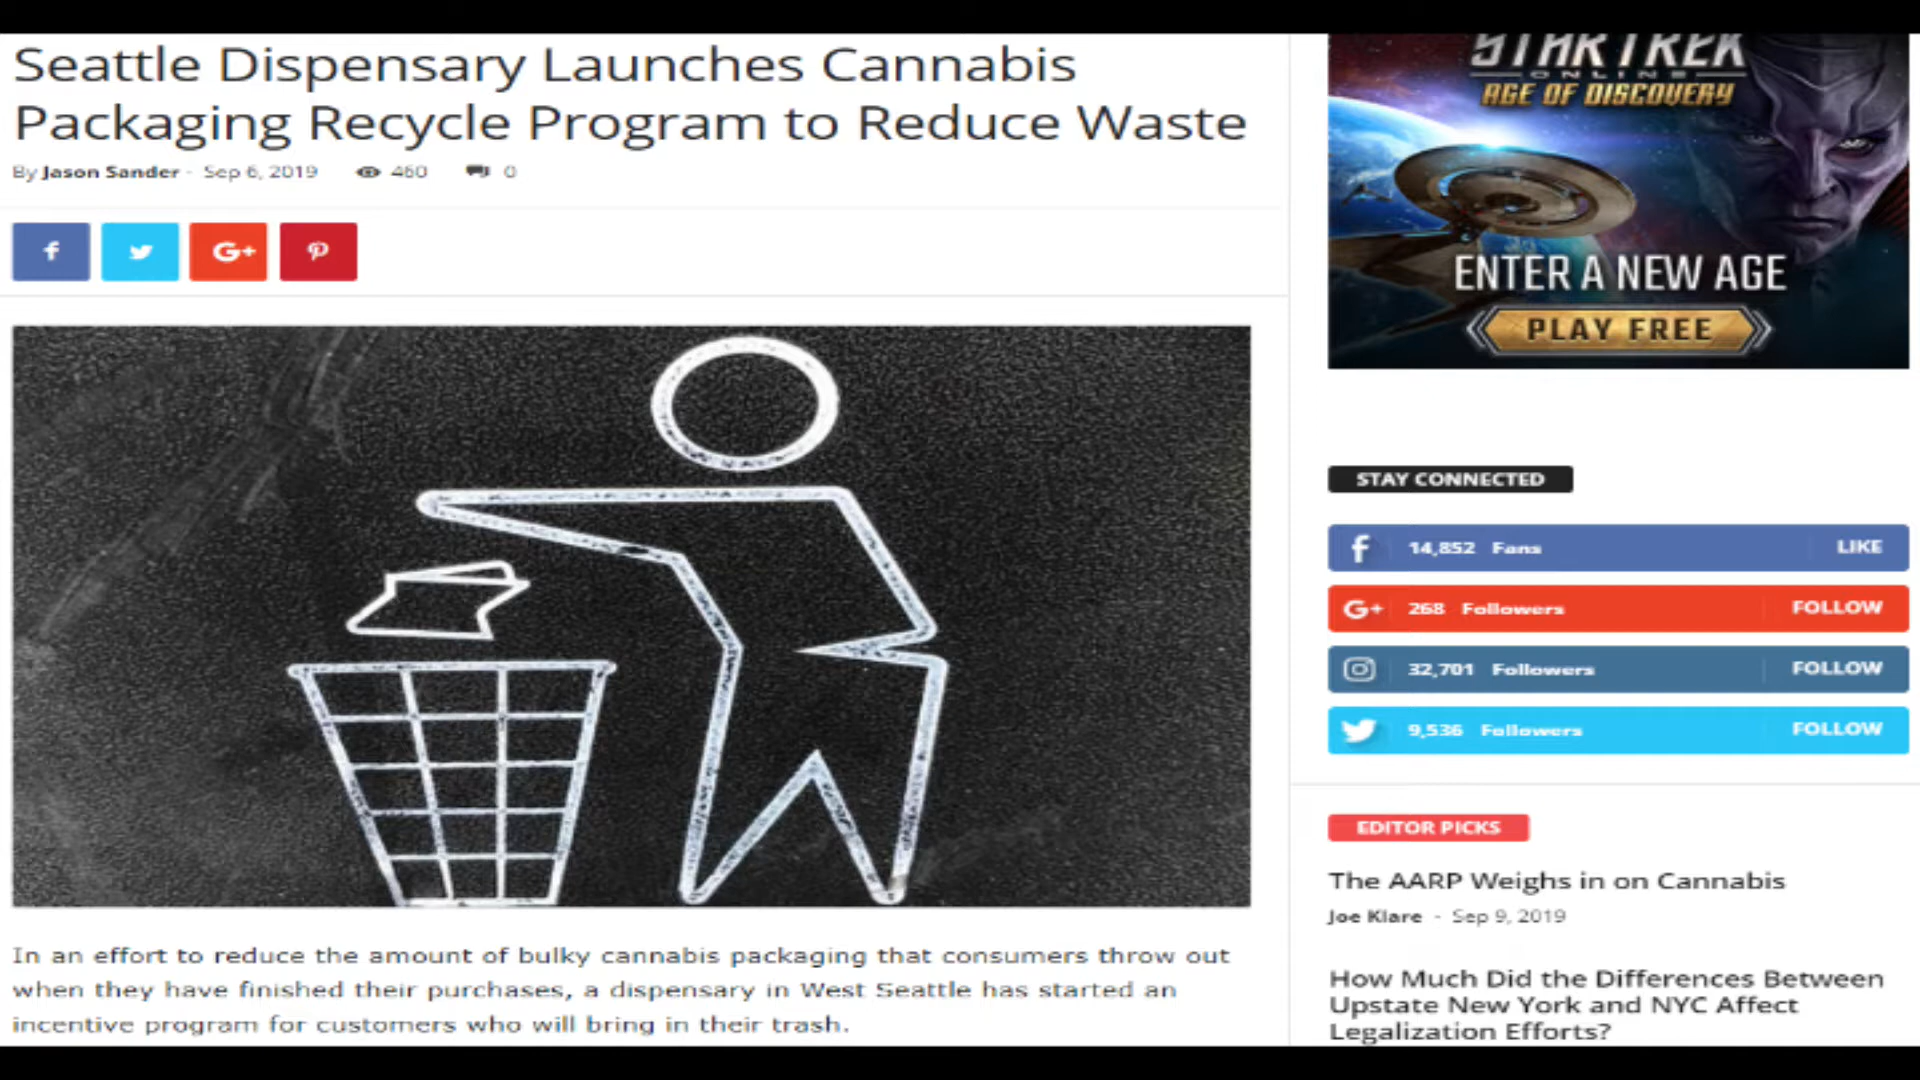 Seattle Dispensary Launches Cannabis
Packaging Recycle Program to Reduce Waste
By Jason Sander - Sep 6, 2019 460 0
f
G+
In an effort to reduce the amount of bulky cannabis packaging that consumers throw out
when they have finished their purchases, a dispensary in West Seattle has started an
incentive program for customers who will bring in their trash.
STAR TREK
ONLINE
AGE OF DISCOVERY
ENTER A NEW AGE
PLAY FREE
STAY CONNECTED
f 14,852 Fans LIKE
G+ 268 Followers FOLLOW
32,701 Followers FOLLOW
9,536 Followers FOLLOW
EDITOR PICKS
The AARP Weighs in on Cannabis
Joe Klare - Sep 9, 2019
How Much Did the Differences Between
Upstate New York and NYC Affect
Legalization Efforts?